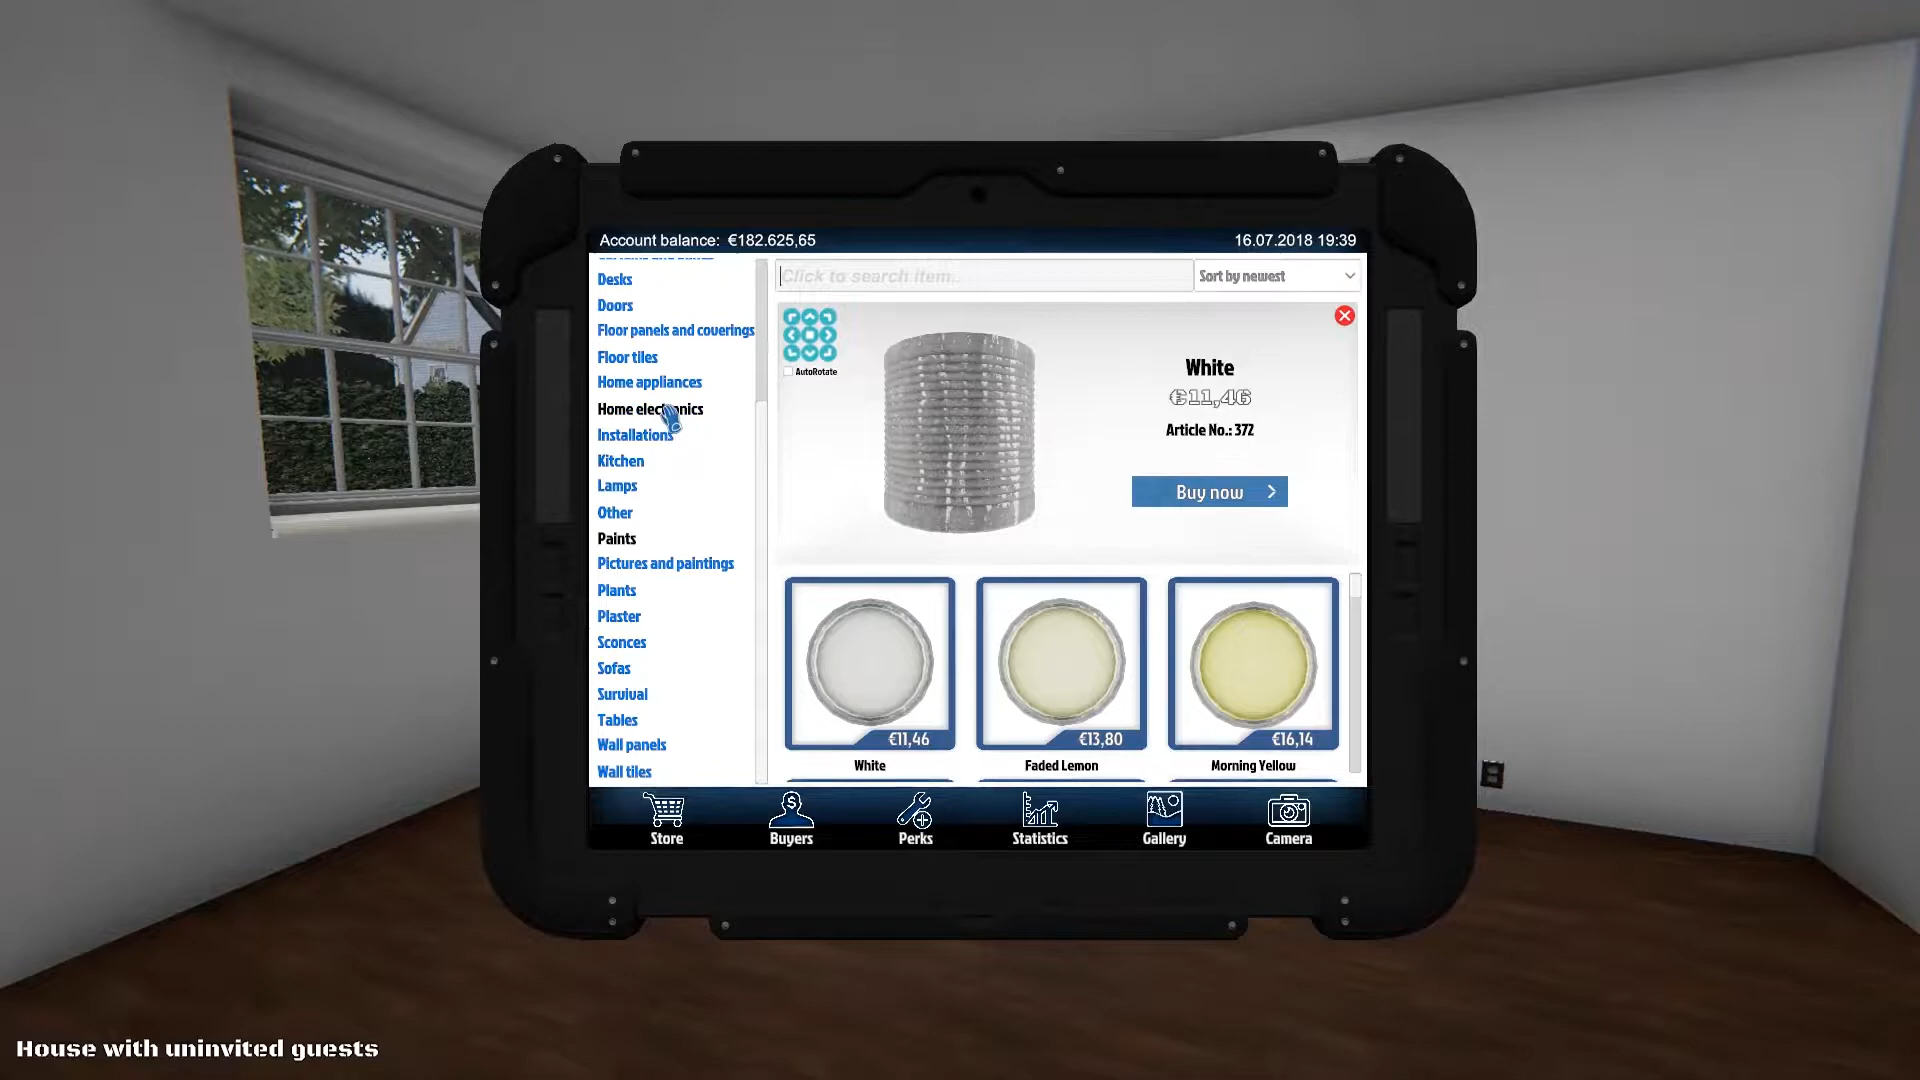 Account balance: €182.625,65
16.07.2018 19:39
Desks
Doors
Floor panels and coverings
Floor tiles
Home appliances
Home electronics
Installations
Kitchen
Lamps
Other
Paints
Pictures and paintings
Plants
Plaster
Sconces
Sofas
Survival
Tables
Wall panels
Wall tiles
Click to search item...
Sort by newest
AutoRotate
White
€11,46
Article No.: 372
Buy now
€11,46
€13,80
€16,14
White
Faded Lemon
Morning Yellow
Store
Buyers
Perks
Statistics
Gallery
Camera
House with uninvited guests